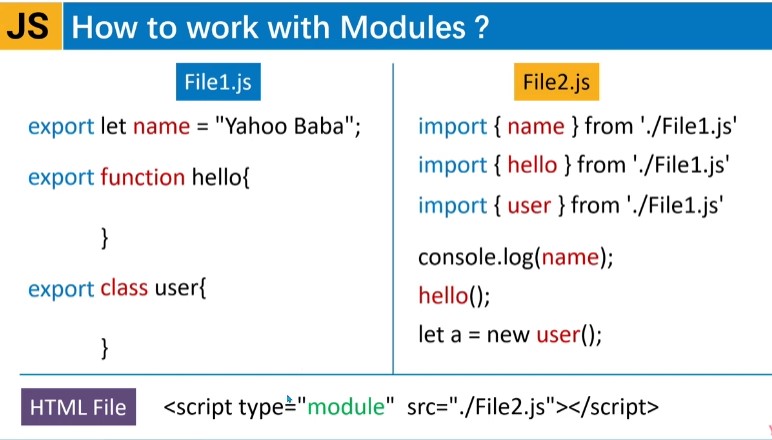 JS How to work with Modules ?
File1.js
export let name = "Yahoo Baba";
export function hello{
}
export class user{
}
File2.js
import { name } from './File1.js'
import { hello } from './File1.js'
import { user } from './File1.js'
console.log(name);
hello();
let a = new user();
HTML File <script type="module" src="./File2.js"></script>